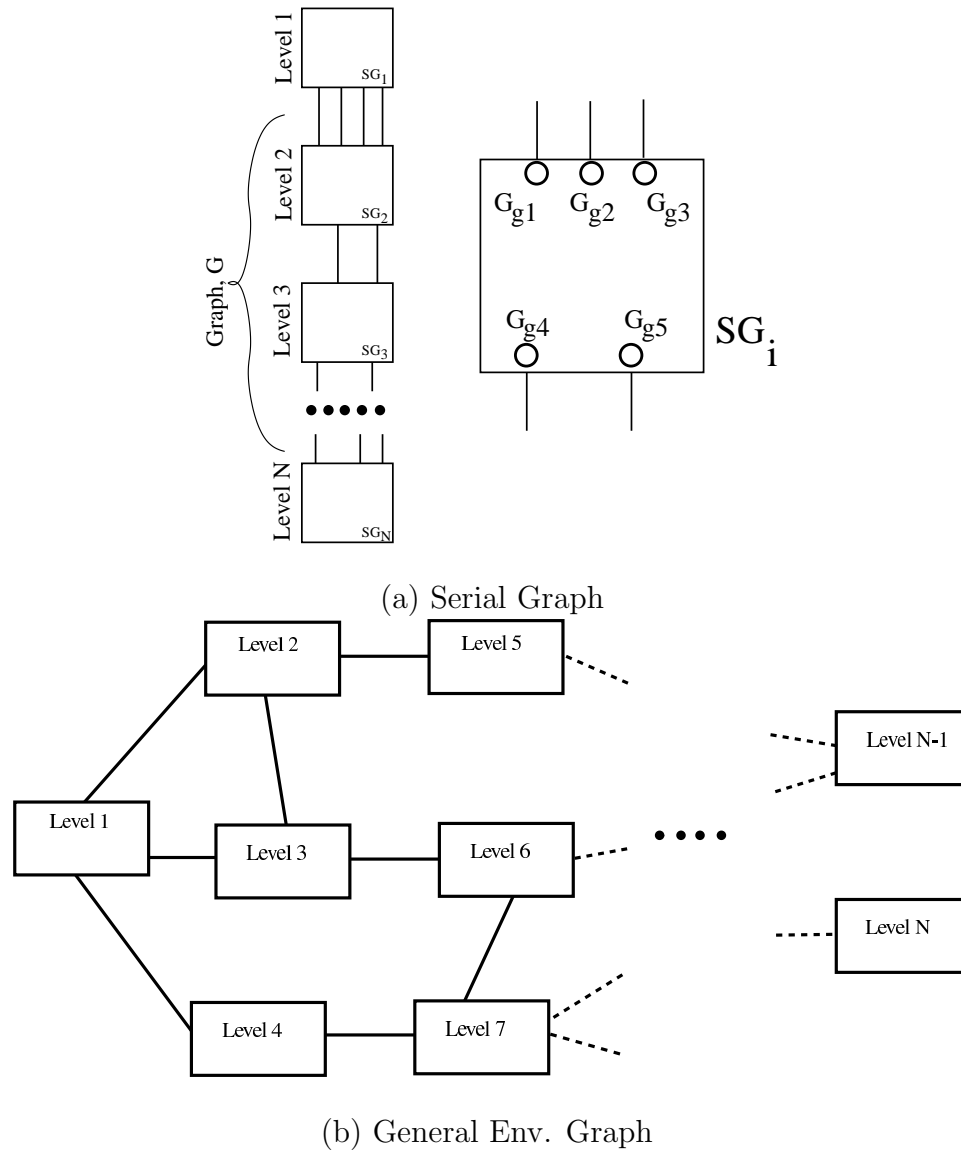 Level 1
SG1
Level 2
SG2
Graph, G
Level 3
SG3
Level N
SGN
Gg1
Gg2
Gg3
Gg4
Gg5
SGi
(a) Serial Graph
Level 2
Level 5
Level N-1
Level 1
Level 3
Level 6
Level N
Level 4
Level 7
(b) General Env. Graph